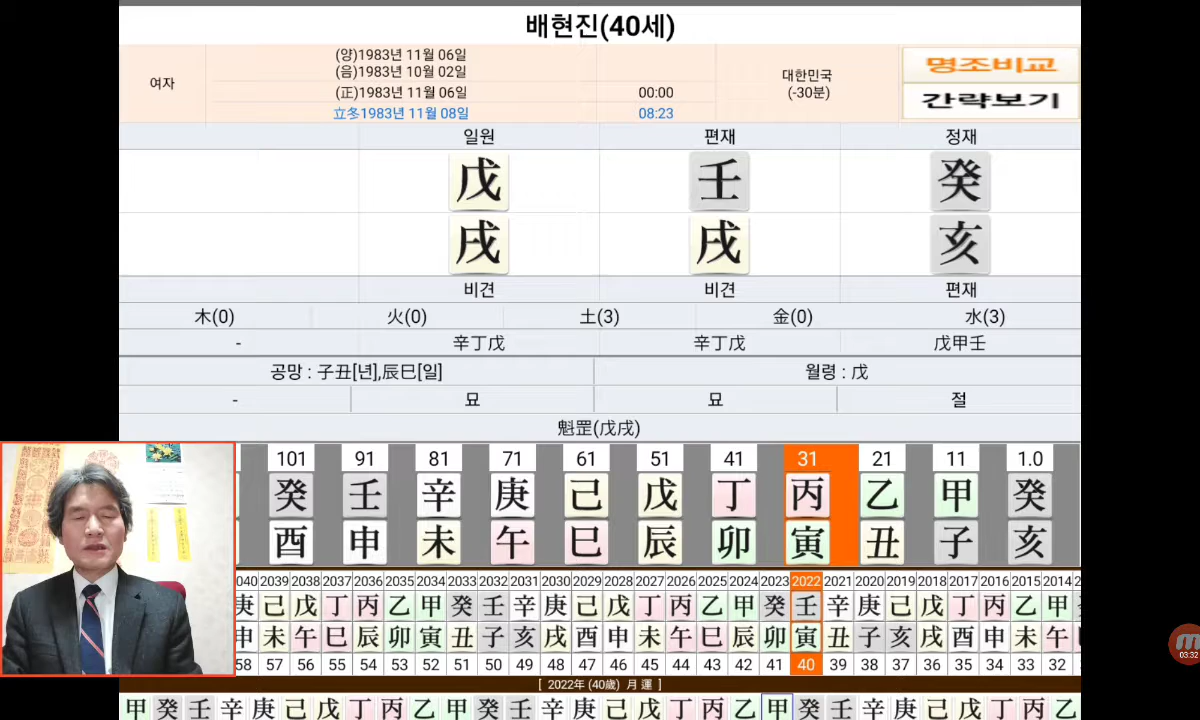 배현진(40세)
여자
(양)1983년 11월 06일
(음)1983년 10월 02일
(正)1983년 11월 06일 00:00
立冬1983년 11월 08일 08:23
대한민국
(-30분)
명조비교
간략보기
일원 편재 정재
戊 壬 癸
戌 戌 亥
비견 비견 편재
木(0) 火(0) 土(3) 金(0) 水(3)
- 辛丁戊 辛丁戊 戊甲壬
공망 : 子丑[년],辰巳[일] 월령 : 戊
- 묘 묘 절
魁罡(戊戌)
101 91 81 71 61 51 41 31 21 11 1.0
癸 壬 辛 庚 己 戊 丁 丙 乙 甲 癸
酉 申 未 午 巳 辰 卯 寅 丑 子 亥
040 2039 2038 2037 2036 2035 2034 2033 2032 2031 2030 2029 2028 2027 2026 2025 2024 2023 2022 2021 2020 2019 2018 2017 2016 2015 2014 2
庚 己 戊 丁 丙 乙 甲 癸 壬 辛 庚 己 戊 丁 丙 乙 甲 癸 壬 辛 庚 己 戊 丁 丙 乙 甲
申 未 午 巳 辰 卯 寅 丑 子 亥 戌 酉 申 未 午 巳 辰 卯 寅 丑 子 亥 戌 酉 申 未 午
58 57 56 55 54 53 52 51 50 49 48 47 46 45 44 43 42 41 40 39 38 37 36 35 34 33 32
[ 2022年 (40歲) 月 運 ]
甲 癸 壬 辛 庚 己 戊 丁 丙 乙 甲 癸 壬 辛 庚 己 戊 丁 丙 乙 甲 癸 壬 辛 庚 己 戊 丁 丙 乙
03:32